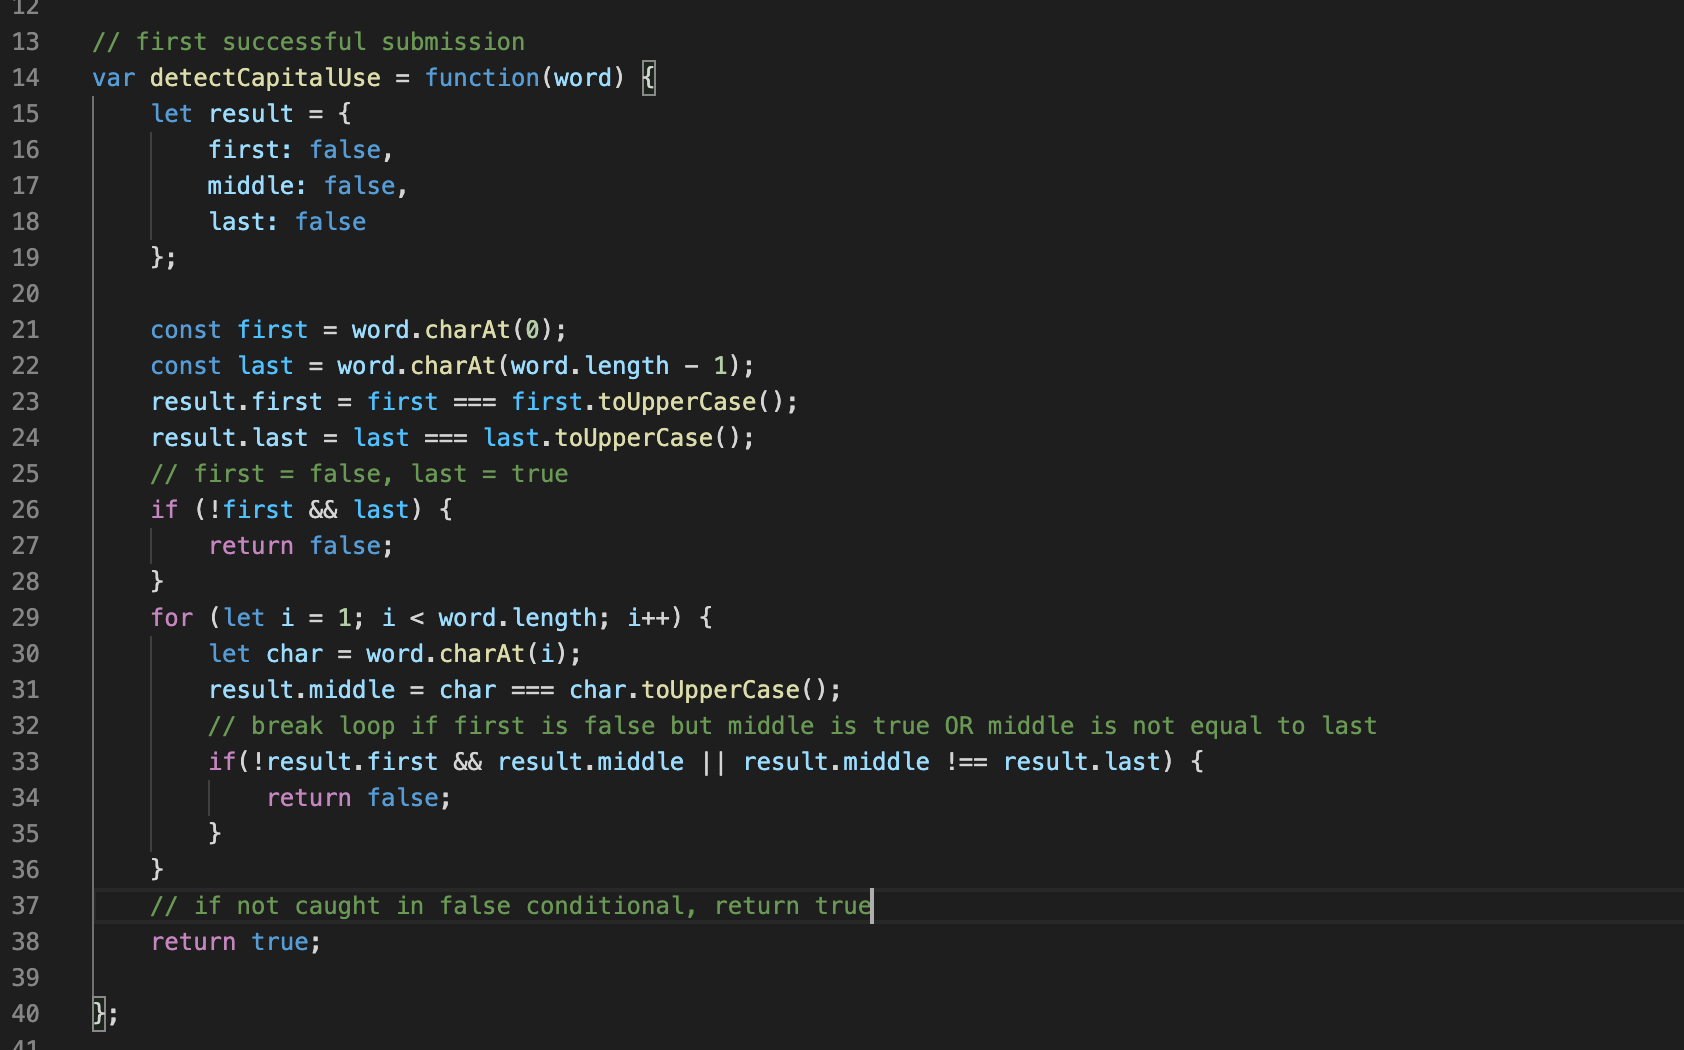 12
13 // first successful submission
14 var detectCapitalUse = function(word) {
15     let result = {
16         first: false,
17         middle: false,
18         last: false
19     };
20
21     const first = word.charAt(0);
22     const last = word.charAt(word.length - 1);
23     result.first = first === first.toUpperCase();
24     result.last = last === last.toUpperCase();
25     // first = false, last = true
26     if (!first && last) {
27         return false;
28     }
29     for (let i = 1; i < word.length; i++) {
30         let char = word.charAt(i);
31         result.middle = char === char.toUpperCase();
32         // break loop if first is false but middle is true OR middle is not equal to last
33         if(!result.first && result.middle || result.middle !== result.last) {
34             return false;
35         }
36     }
37     // if not caught in false conditional, return true
38     return true;
39
40 };
41